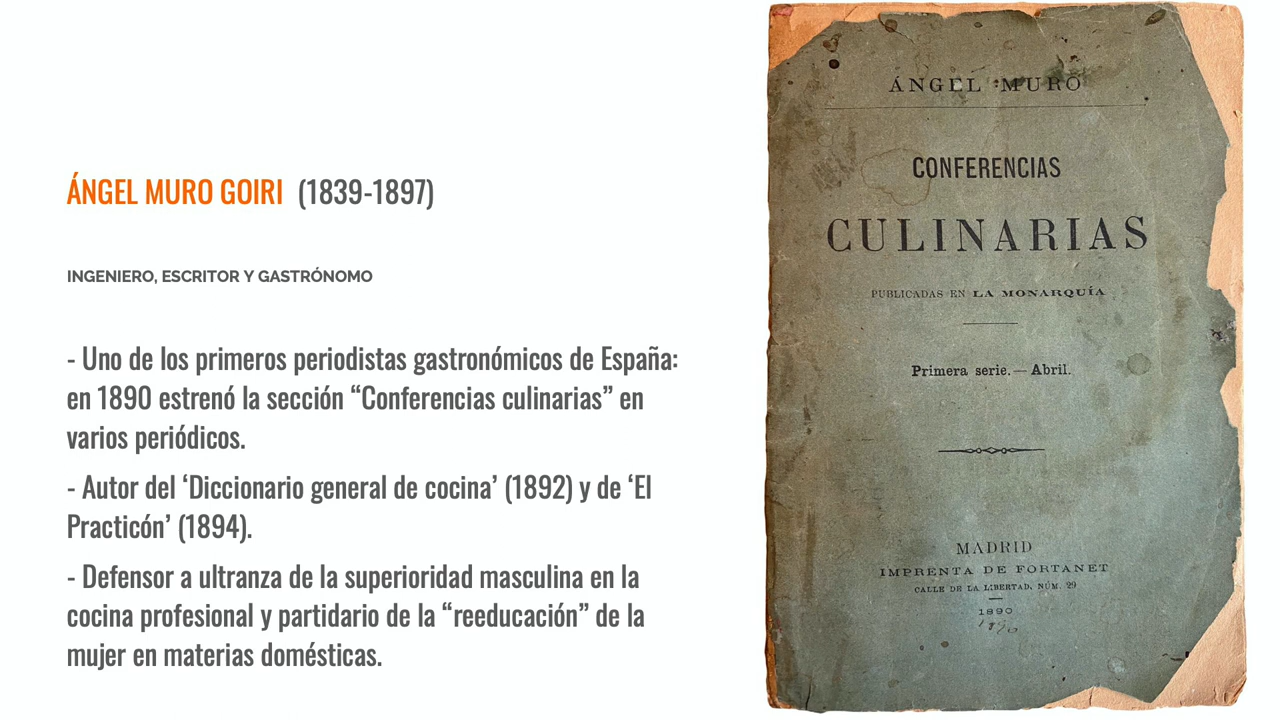 ÁNGEL MURO GOIRI (1839-1897)
INGENIERO, ESCRITOR Y GASTRÓNOMO
- Uno de los primeros periodistas gastronómicos de España:
en 1890 estrenó la sección “Conferencias culinarias” en
varios periódicos.
- Autor del ‘Diccionario general de cocina’ (1892) y de ‘El
Practicón’ (1894).
- Defensor a ultranza de la superioridad masculina en la
cocina profesional y partidario de la “reeducación” de la
mujer en materias domésticas.
ÁNGEL MURO
CONFERENCIAS
CULINARIAS
PUBLICADAS EN LA MONARQUÍA
Primera serie.—Abril.
MADRID
IMPRENTA DE FORTANET
CALLE DE LA LIBERTAD, NÚM. 29
1890
1890